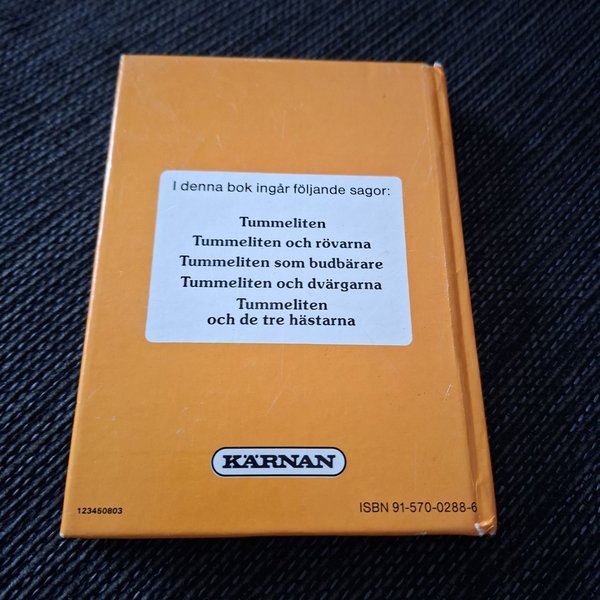 I denna bok ingår följande sagor:
Tummeliten
Tummeliten och rövarna
Tummeliten som budbärare
Tummeliten och dvärgarna
Tummeliten
och de tre hästarna
KÄRNAN
123450803
ISBN 91-570-0288-6